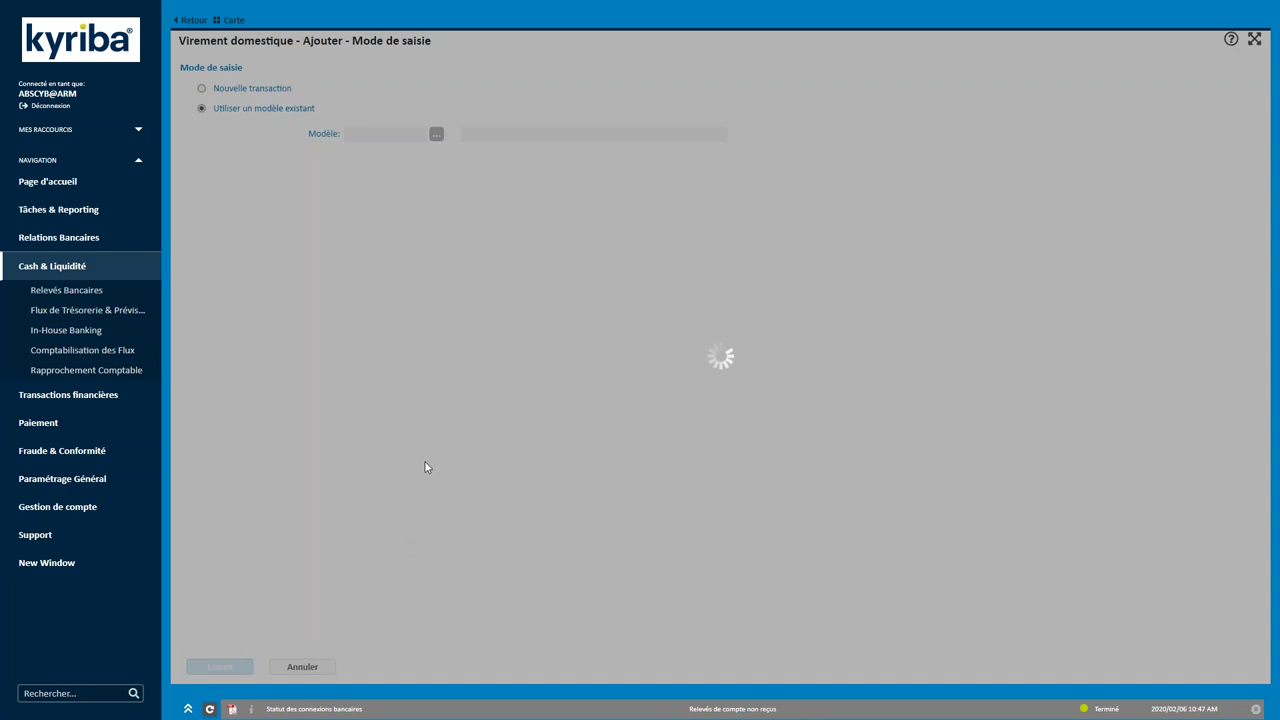 kyriba®
Connecté en tant que:
ABSCYB@ARM
Déconnexion
MES RACCOURCIS
NAVIGATION
Page d'accueil
Tâches & Reporting
Relations Bancaires
Cash & Liquidité
Relevés Bancaires
Flux de Trésorerie & Prévis...
In-House Banking
Comptabilisation des Flux
Rapprochement Comptable
Transactions financières
Paiement
Fraude & Conformité
Paramétrage Général
Gestion de compte
Support
New Window
Rechercher...
Retour Carte
Virement domestique - Ajouter - Mode de saisie
Mode de saisie
Nouvelle transaction
Utiliser un modèle existant
Modèle: ...
Annuler
Statut des connexions bancaires Relevés de compte non reçus Terminé 2020/02/06 10:47 AM